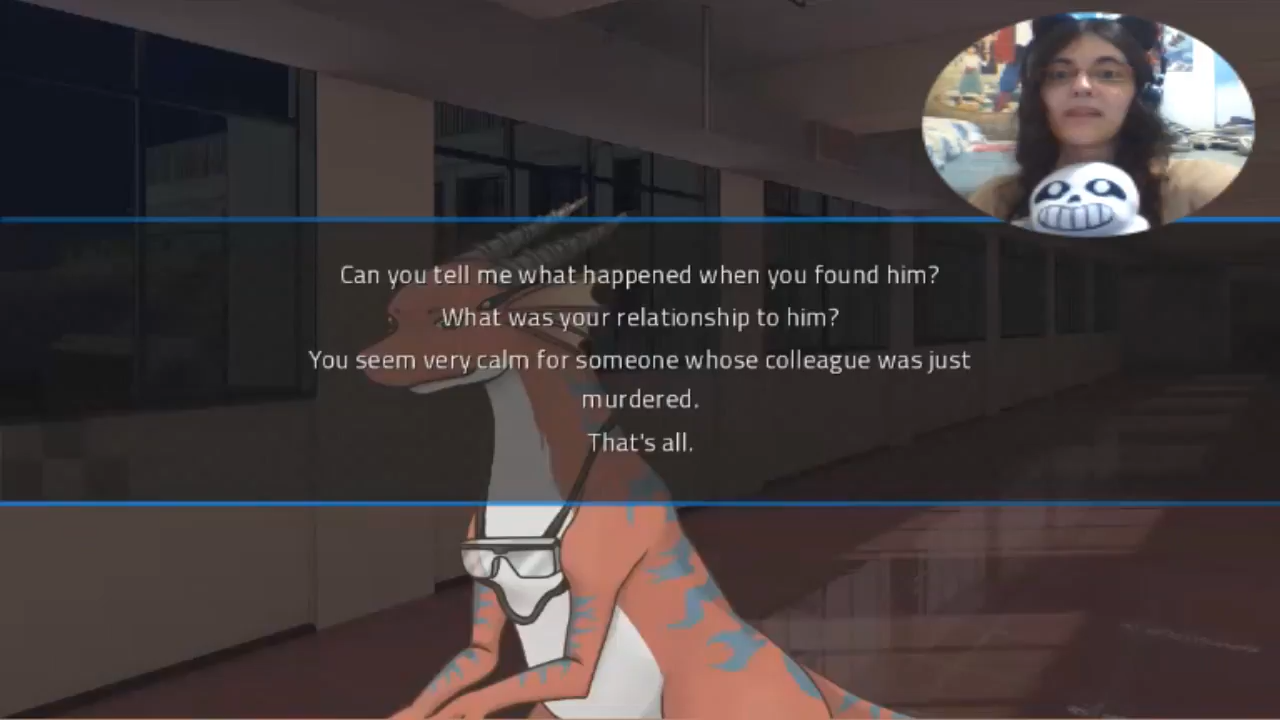 Can you tell me what happened when you found him?
What was your relationship to him?
You seem very calm for someone whose colleague was just
murdered.
That's all.